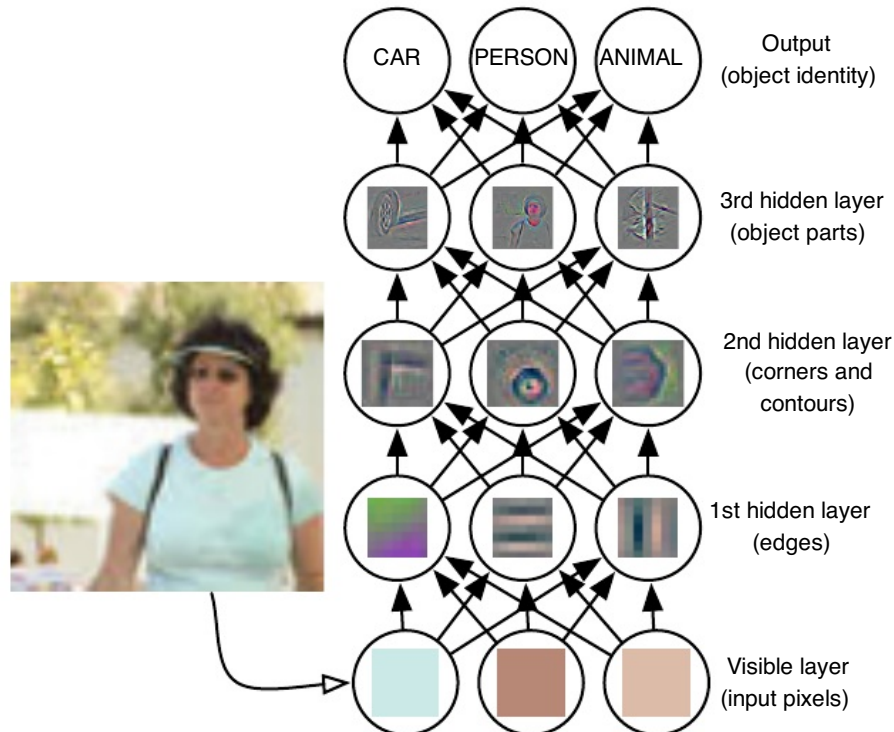 CAR
PERSON
ANIMAL
Output
(object identity)
3rd hidden layer
(object parts)
2nd hidden layer
(corners and
contours)
1st hidden layer
(edges)
Visible layer
(input pixels)